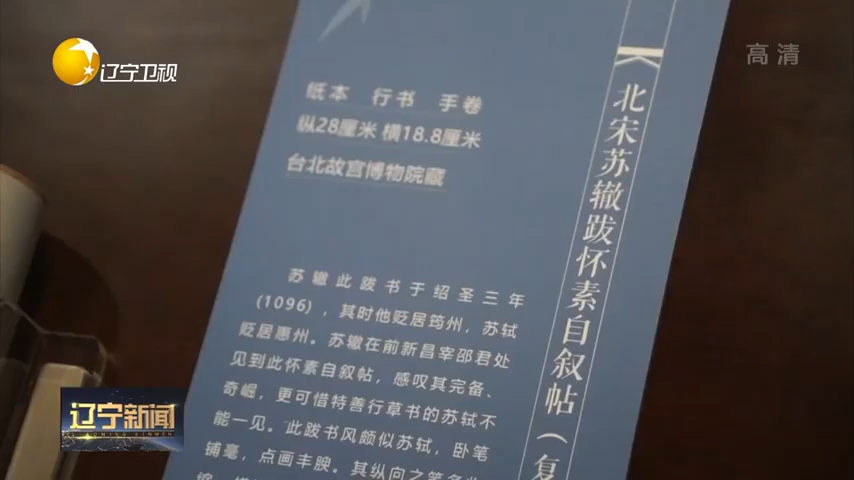 辽宁卫视
高清
《北宋苏辙跋怀素自叙帖（复
纸本 行书 手卷
纵28厘米 横18.8厘米
台北故宫博物院藏
苏辙此跋书于绍圣三年
(1096)，其时他贬居筠州，苏轼
贬居惠州。苏辙在前新昌宰邵君处
见到此怀素自叙帖，感叹其完备、
奇崛，更可惜特善行草书的苏轼不
能一见。此跋书风颇似苏轼，卧笔
铺毫，点画丰腴。其纵向之笔多收
辽宁新闻
LIAONING XINWEN